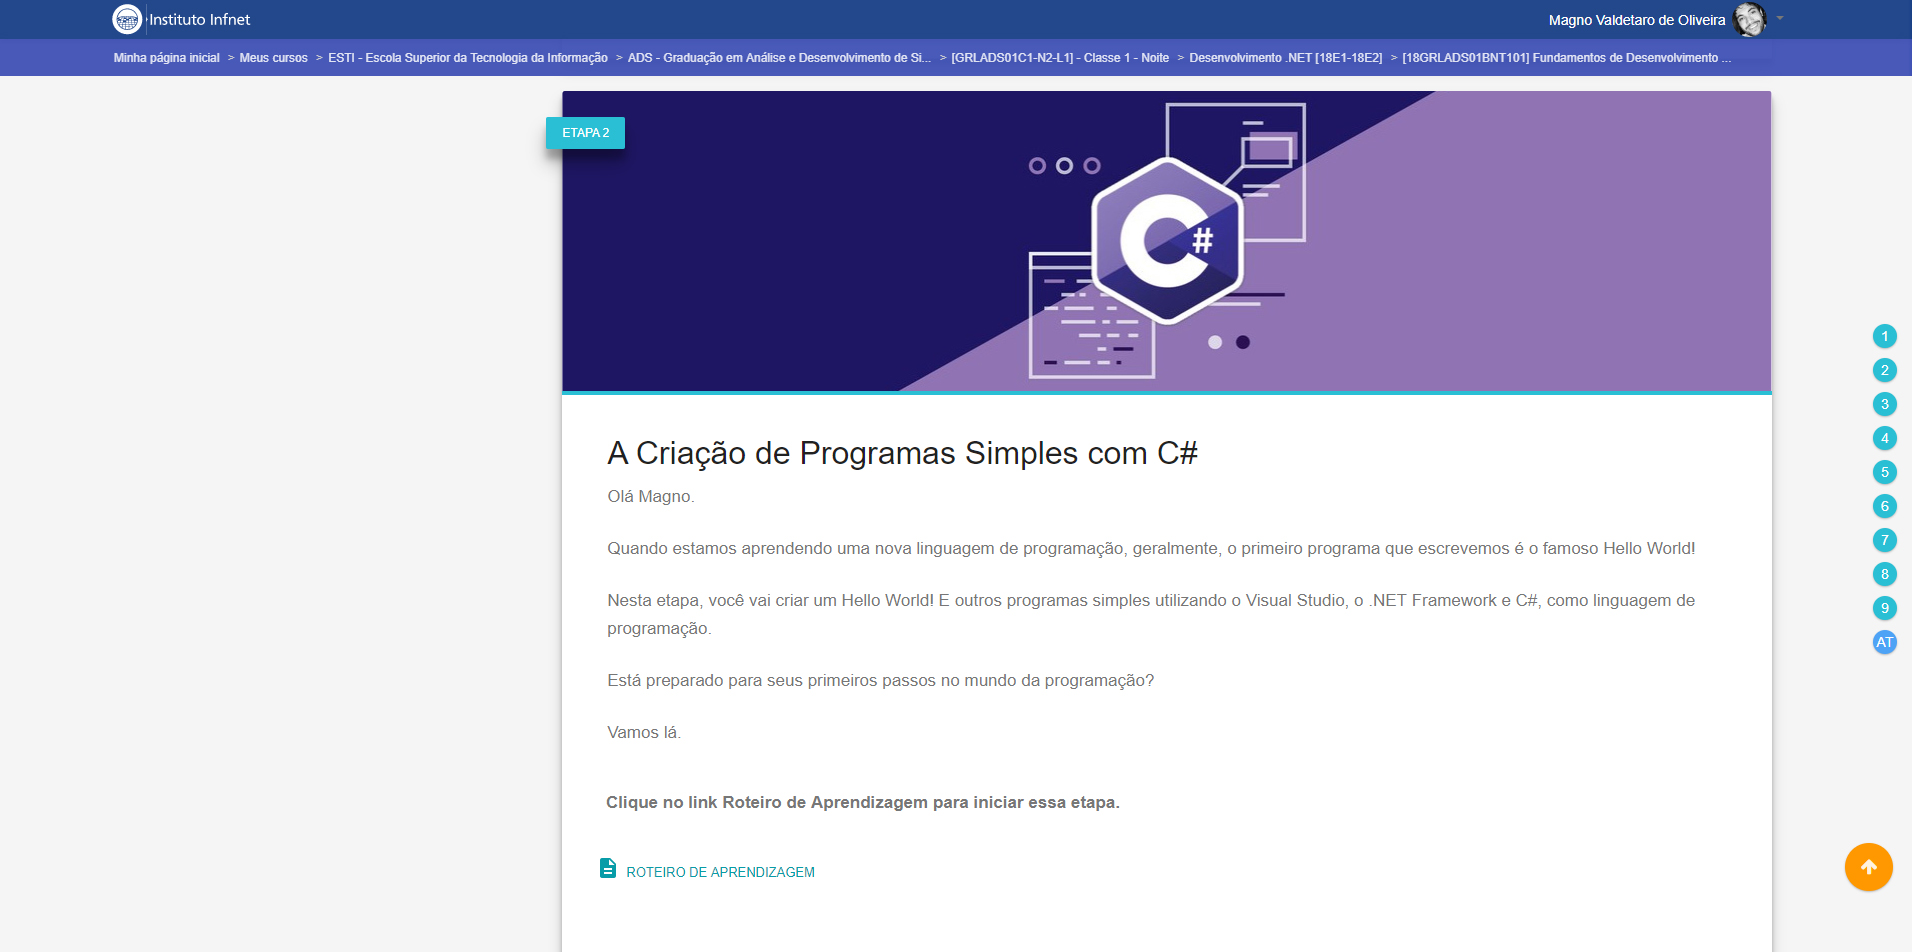 Instituto Infnet
Magno Valdetaro de Oliveira
Minha página inicial > Meus cursos > ESTI - Escola Superior da Tecnologia da Informação > ADS - Graduação em Análise e Desenvolvimento de Si... > [GRLADS01C1-N2-L1] - Classe 1 - Noite > Desenvolvimento .NET [18E1-18E2] > [18GRLADS01BNT101] Fundamentos de Desenvolvimento ...
ETAPA 2
C#
A Criação de Programas Simples com C#
Olá Magno.
Quando estamos aprendendo uma nova linguagem de programação, geralmente, o primeiro programa que escrevemos é o famoso Hello World!
Nesta etapa, você vai criar um Hello World! E outros programas simples utilizando o Visual Studio, o .NET Framework e C#, como linguagem de
programação.
Está preparado para seus primeiros passos no mundo da programação?
Vamos lá.
Clique no link Roteiro de Aprendizagem para iniciar essa etapa.
ROTEIRO DE APRENDIZAGEM
1
2
3
4
5
6
7
8
9
AT